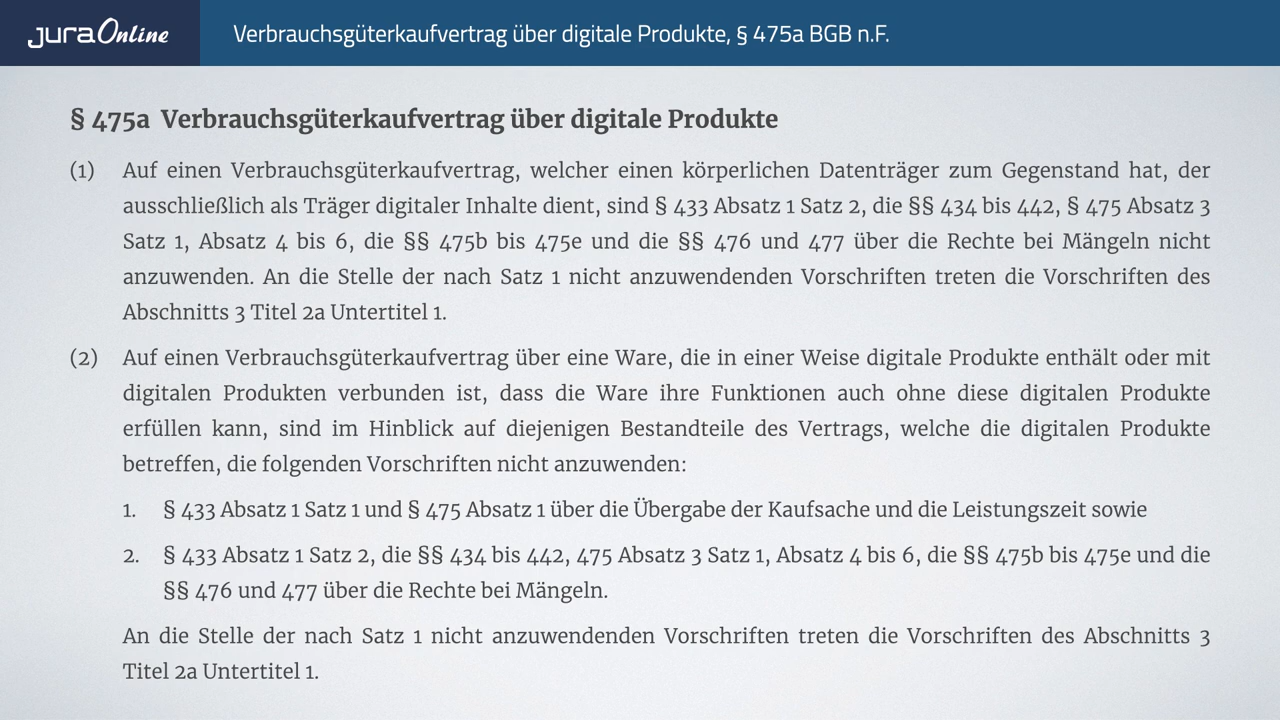 juraOnline
Verbrauchsgüterkaufvertrag über digitale Produkte, § 475a BGB n.F.
§ 475a Verbrauchsgüterkaufvertrag über digitale Produkte
(1) Auf einen Verbrauchsgüterkaufvertrag, welcher einen körperlichen Datenträger zum Gegenstand hat, der
ausschließlich als Träger digitaler Inhalte dient, sind § 433 Absatz 1 Satz 2, die §§ 434 bis 442, § 475 Absatz 3
Satz 1, Absatz 4 bis 6, die §§ 475b bis 475e und die §§ 476 und 477 über die Rechte bei Mängeln nicht
anzuwenden. An die Stelle der nach Satz 1 nicht anzuwendenden Vorschriften treten die Vorschriften des
Abschnitts 3 Titel 2a Untertitel 1.
(2) Auf einen Verbrauchsgüterkaufvertrag über eine Ware, die in einer Weise digitale Produkte enthält oder mit
digitalen Produkten verbunden ist, dass die Ware ihre Funktionen auch ohne diese digitalen Produkte
erfüllen kann, sind im Hinblick auf diejenigen Bestandteile des Vertrags, welche die digitalen Produkte
betreffen, die folgenden Vorschriften nicht anzuwenden:
1. § 433 Absatz 1 Satz 1 und § 475 Absatz 1 über die Übergabe der Kaufsache und die Leistungszeit sowie
2. § 433 Absatz 1 Satz 2, die §§ 434 bis 442, 475 Absatz 3 Satz 1, Absatz 4 bis 6, die §§ 475b bis 475e und die
§§ 476 und 477 über die Rechte bei Mängeln.
An die Stelle der nach Satz 1 nicht anzuwendenden Vorschriften treten die Vorschriften des Abschnitts 3
Titel 2a Untertitel 1.